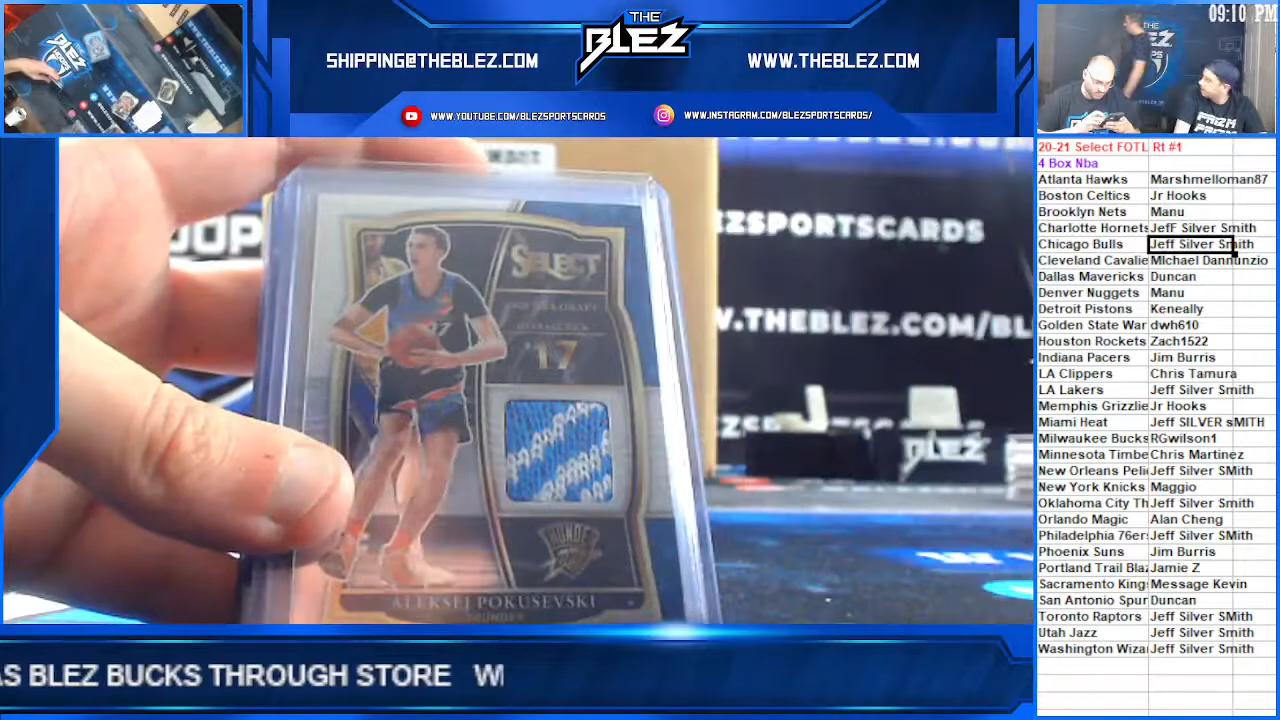 09:10 PM
THE
BLEZ
SHIPPING@THEBLEZ.COM
WWW.THEBLEZ.COM
WWW.YOUTUBE.COM/BLEZSPORTSCARDS
WWW.INSTAGRAM.COM/BLEZSPORTSCARDS/
20-21 Select FOTL Rt #1
4 Box Nba
Atlanta Hawks Marshmelloman87
Boston Celtics Jr Hooks
Brooklyn Nets Manu
Charlotte Hornets JefF Silver Smith
Chicago Bulls Jeff Silver Smith
Cleveland Cavalie MIchael Dannunzio
Dallas Mavericks Duncan
Denver Nuggets Manu
Detroit Pistons Keneally
Golden State War dwh610
Houston Rockets Zach1522
Indiana Pacers Jim Burris
LA Clippers Chris Tamura
LA Lakers Jeff Silver Smith
Memphis Grizzlie Jr Hooks
Miami Heat Jeff SILVER sMITH
Milwaukee Bucks RGwilson1
Minnesota Timbe Chris Martinez
New Orleans Peli Jeff Silver SMith
New York Knicks Maggio
Oklahoma City Th Jeff Silver Smith
Orlando Magic Alan Cheng
Philadelphia 76er Jeff Silver SMith
Phoenix Suns Jim Burris
Portland Trail Blaz Jamie Z
Sacramento King Message Kevin
San Antonio Spur Duncan
Toronto Raptors Jeff Silver SMith
Utah Jazz Jeff Silver Smith
Washington Wiza Jeff Silver Smith
EZSPORTSCARDS
V.THEBLEZ.COM/BL
BLEZ
SELECT
'17
THUNDER
ALEKSEJ POKUSEVSKI
THUNDER
AS BLEZ BUCKS THROUGH STORE WI